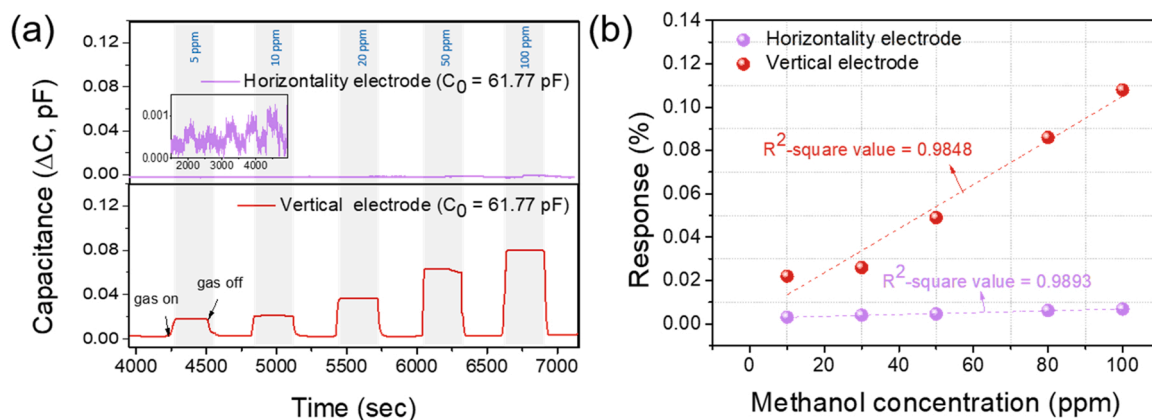 (a)
0.12
0.08
0.04
0.00
0.12
0.08
0.04
0.00
Capacitance (ΔC, pF)
5 ppm
10 ppm
20 ppm
50 ppm
100 ppm
Horizontality electrode (C0 = 61.77 pF)
0.001
0.000
2000 3000 4000
Vertical electrode (C0 = 61.77 pF)
gas on
gas off
4000 4500 5000 5500 6000 6500 7000
Time (sec)
(b)
0.14
0.12
0.10
0.08
0.06
0.04
0.02
0.00
Response (%)
Horizontality electrode
Vertical electrode
R²-square value = 0.9848
R²-square value = 0.9893
0 20 40 60 80 100
Methanol concentration (ppm)